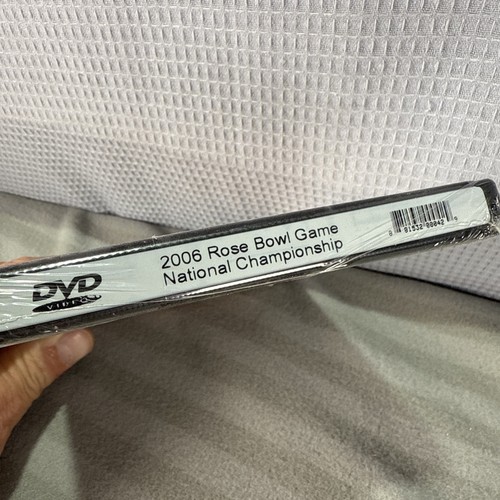 DVD
VIDEO
2006 Rose Bowl Game
National Championship